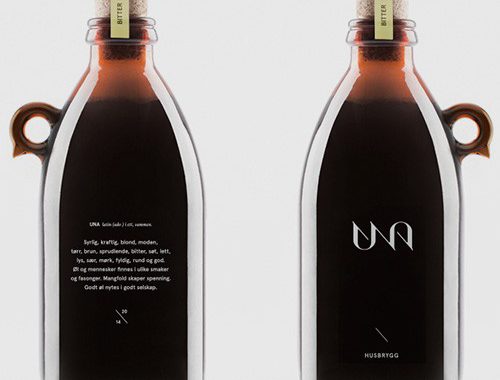 BITTER
UNA latin (adv.) i ett, sammen.
Syrlig, kraftig, blond, moden,
tørr, brun, sprudlende, bitter, søt, lett,
lys, sær, mørk, fyldig, rund og god.
Øl og mennesker finnes i ulike smaker
og fasonger. Mangfold skaper spenning.
Godt øl nytes i godt selskap.
20
14
BITTER
UNA
HUSBRYGG